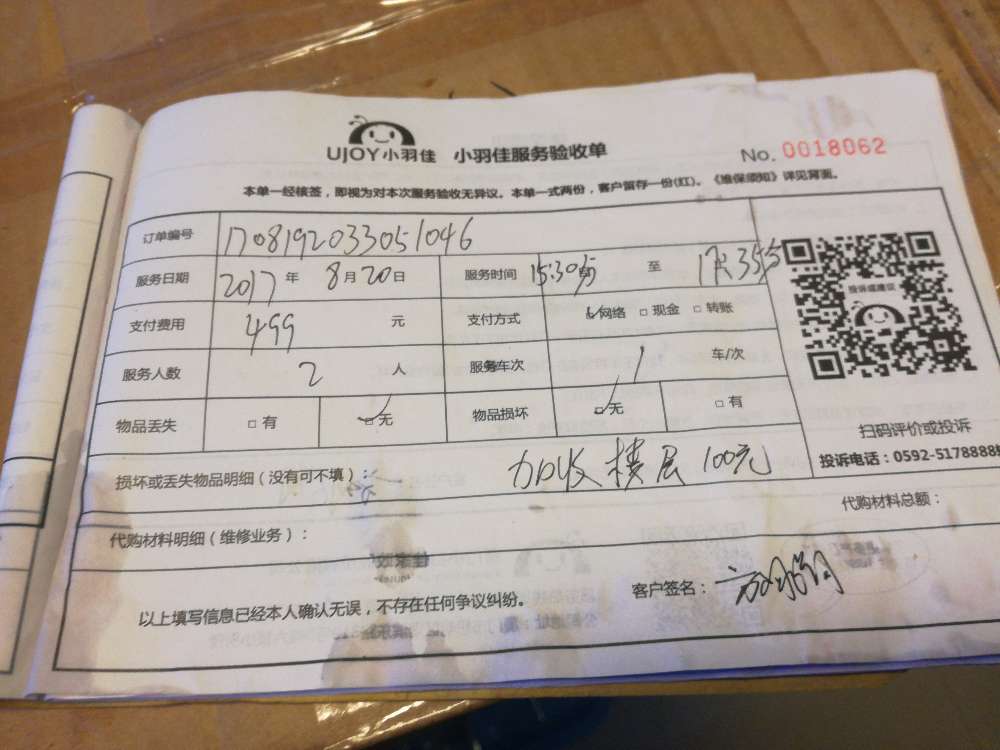 UJOY小羽佳 小羽佳服务验收单
No. 0018062
本单一经核签，即视为对本次服务验收无异议。本单一式两份，客户留存一份(红)。《维保须知》详见背面。
订单编号 1708192033051046
服务日期 2017 年 8月20日 服务时间 15:30 至
支付费用 499 元 支付方式 网络 □ 现金 □ 转账
投诉或建议
服务人数 2 人 服务车次 1 车/次
物品丢失 □ 有 □无 物品损坏 □无 □ 有
扫码评价或投诉
损坏或丢失物品明细（没有可不填）： 加收楼层100元
投诉电话：0592-5178888
代购材料明细（维修业务）： 代购材料总额：
以上填写信息已经本人确认无误，不存在任何争议纠纷。 客户签名：